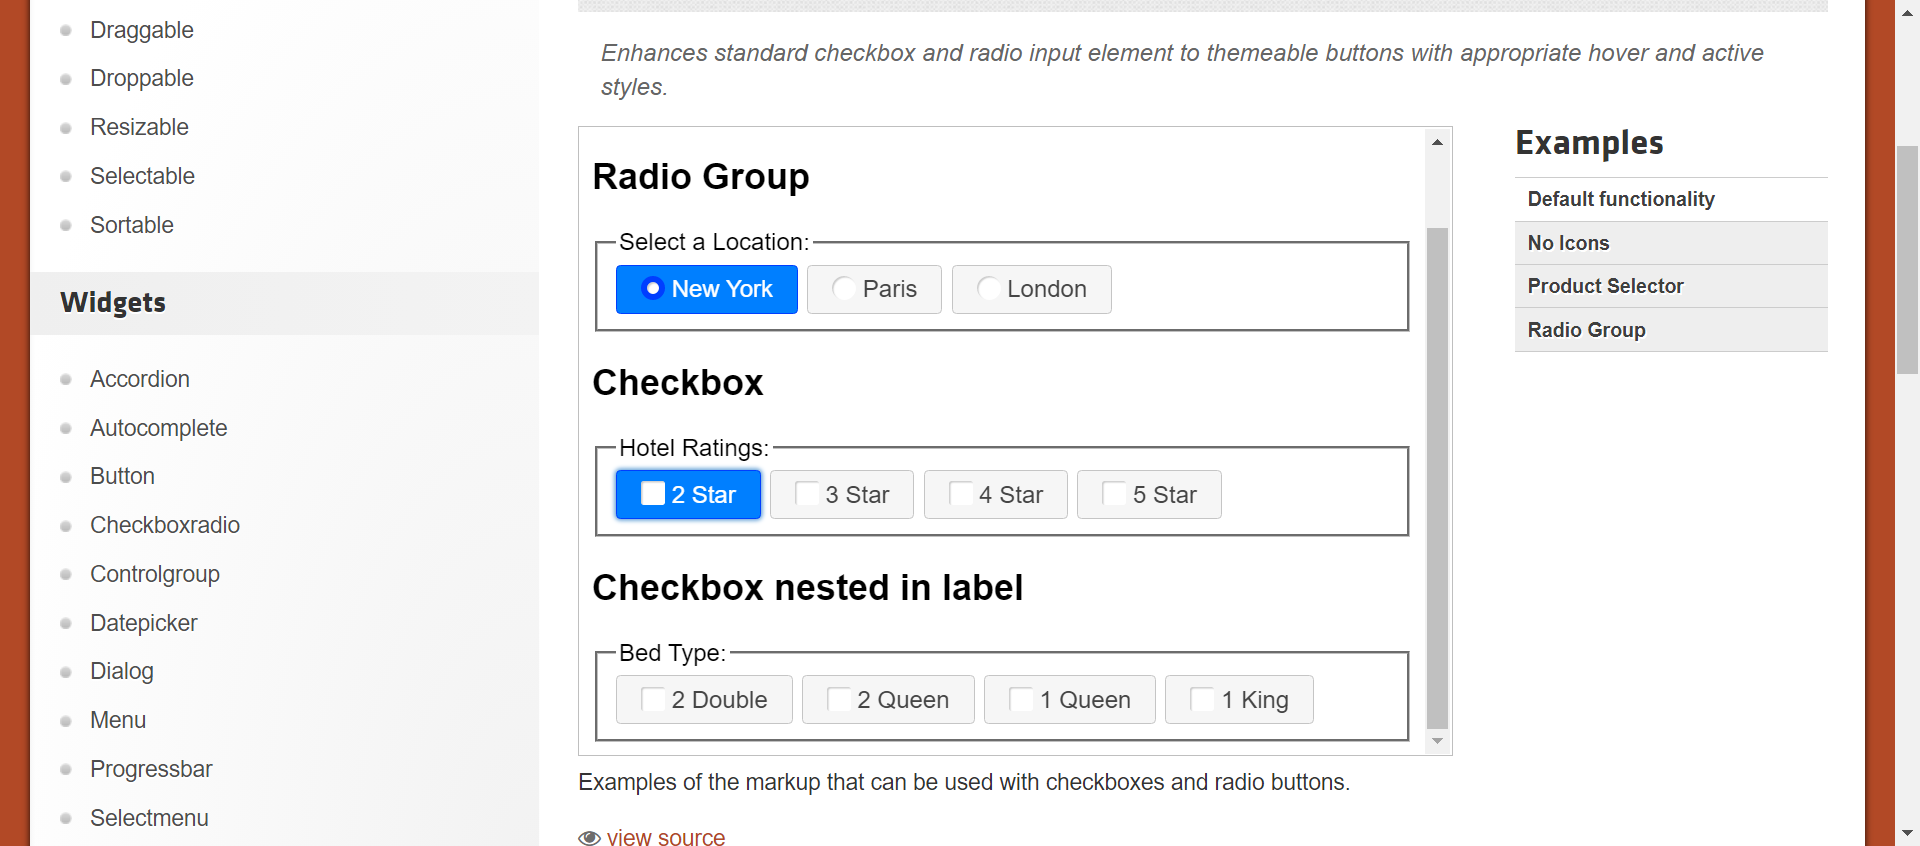 Draggable
Droppable
Resizable
Selectable
Sortable
Widgets
Accordion
Autocomplete
Button
Checkboxradio
Controlgroup
Datepicker
Dialog
Menu
Progressbar
Selectmenu
Enhances standard checkbox and radio input element to themeable buttons with appropriate hover and active
styles.
Radio Group
Select a Location:
New York Paris London
Checkbox
Hotel Ratings:
2 Star 3 Star 4 Star 5 Star
Checkbox nested in label
Bed Type:
2 Double 2 Queen 1 Queen 1 King
Examples of the markup that can be used with checkboxes and radio buttons.
view source
Examples
Default functionality
No Icons
Product Selector
Radio Group